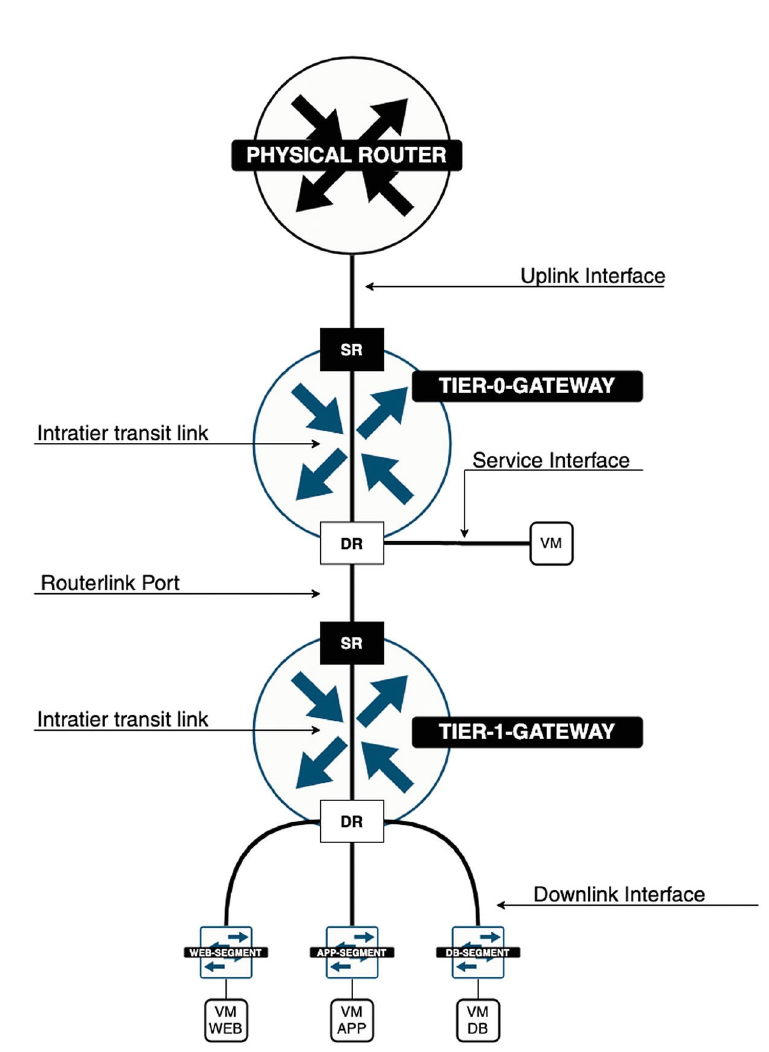 PHYSICAL ROUTER
Uplink Interface
SR
TIER-0-GATEWAY
Intratier transit link
Service Interface
DR
VM
Routerlink Port
SR
Intratier transit link
TIER-1-GATEWAY
DR
Downlink Interface
WEB-SEGMENT
APP-SEGMENT
DB-SEGMENT
VM
WEB
VM
APP
VM
DB